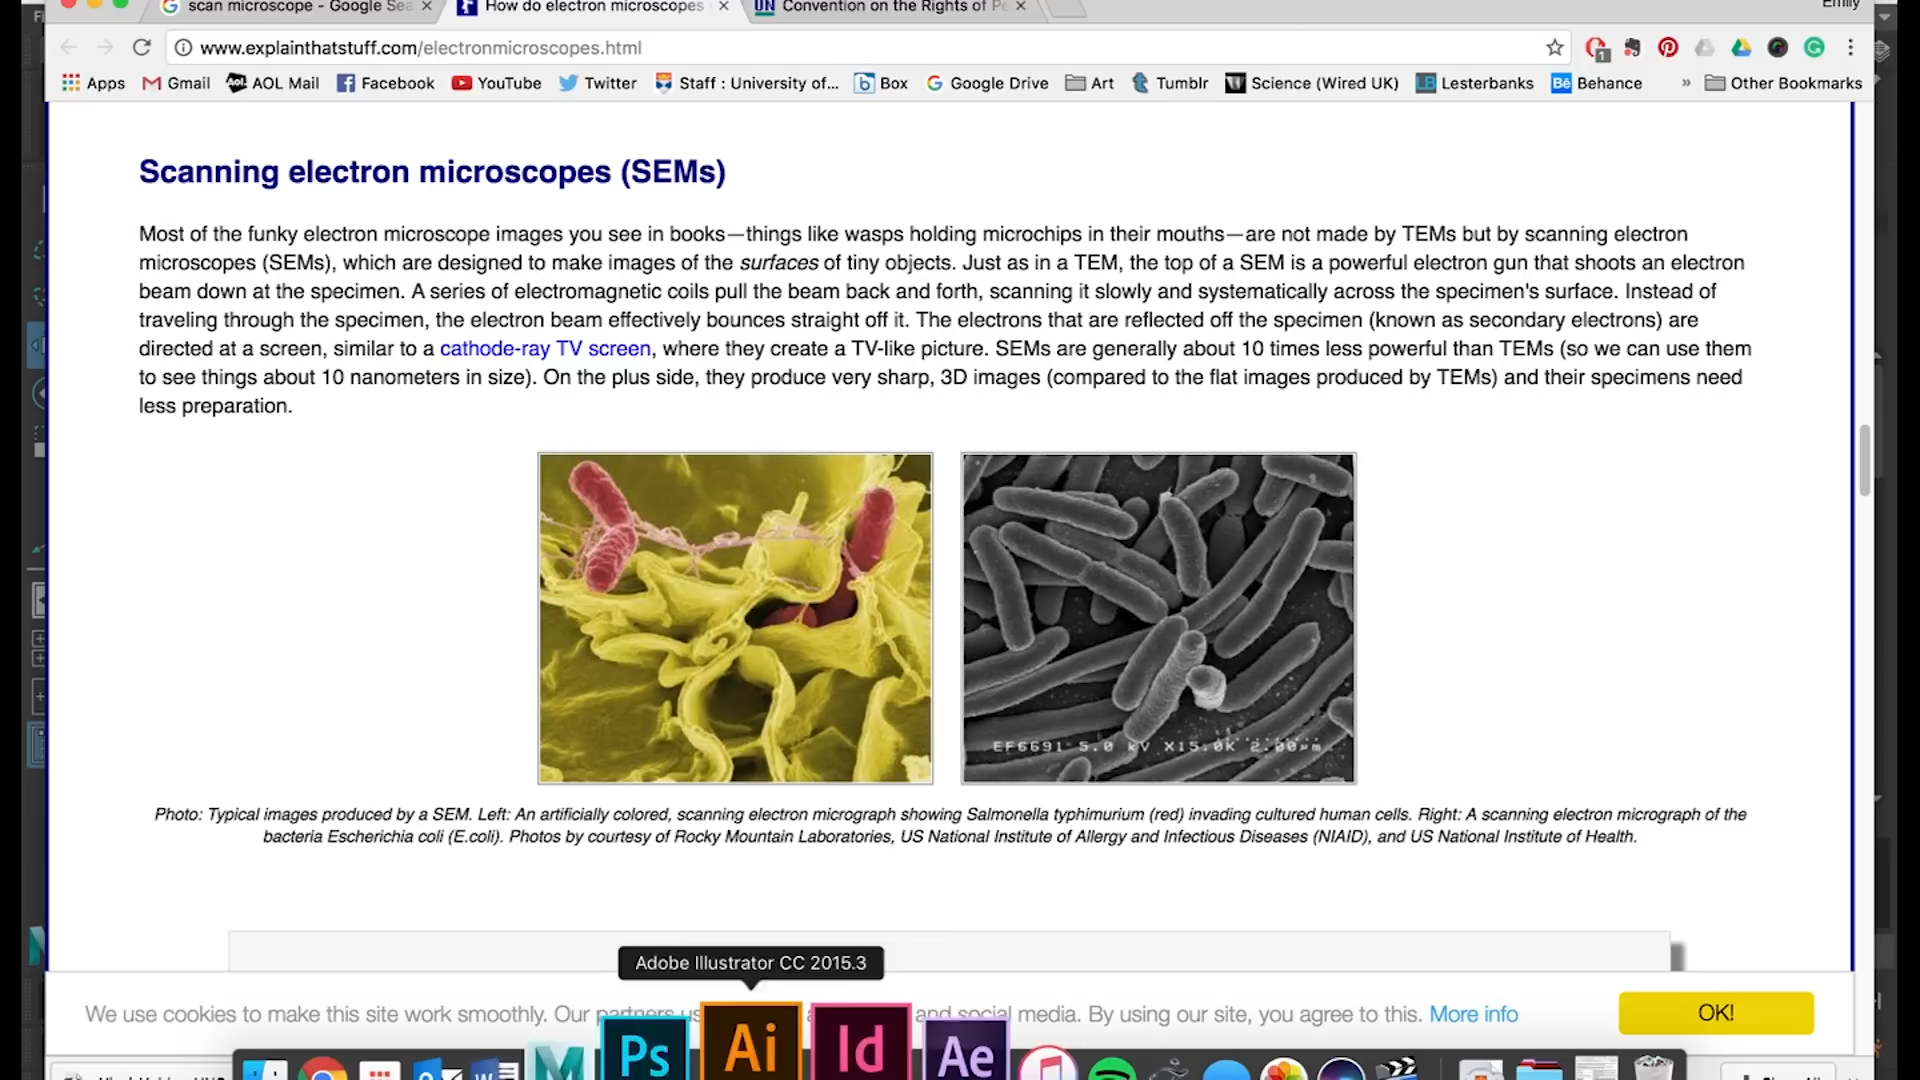 Emily
scan microscope - Google Sea
How do electron microscopes
UN Convention on the Rights of Pe
www.explainthatstuff.com/electronmicroscopes.html
1
Apps Gmail AOL Mail Facebook YouTube Twitter Staff : University of... Box Google Drive Art Tumblr Science (Wired UK) Lesterbanks Behance » Other Bookmarks
Scanning electron microscopes (SEMs)
Most of the funky electron microscope images you see in books—things like wasps holding microchips in their mouths—are not made by TEMs but by scanning electron
microscopes (SEMs), which are designed to make images of the surfaces of tiny objects. Just as in a TEM, the top of a SEM is a powerful electron gun that shoots an electron
beam down at the specimen. A series of electromagnetic coils pull the beam back and forth, scanning it slowly and systematically across the specimen's surface. Instead of
traveling through the specimen, the electron beam effectively bounces straight off it. The electrons that are reflected off the specimen (known as secondary electrons) are
directed at a screen, similar to a cathode-ray TV screen, where they create a TV-like picture. SEMs are generally about 10 times less powerful than TEMs (so we can use them
to see things about 10 nanometers in size). On the plus side, they produce very sharp, 3D images (compared to the flat images produced by TEMs) and their specimens need
less preparation.
EF6691 5.0 kV X15.0K 2.00µm
Photo: Typical images produced by a SEM. Left: An artificially colored, scanning electron micrograph showing Salmonella typhimurium (red) invading cultured human cells. Right: A scanning electron micrograph of the
bacteria Escherichia coli (E.coli). Photos by courtesy of Rocky Mountain Laboratories, US National Institute of Allergy and Infectious Diseases (NIAID), and US National Institute of Health.
Adobe Illustrator CC 2015.3
We use cookies to make this site work smoothly. Our partners us and social media. By using our site, you agree to this. More info
OK!
Ps Ai Id Ae